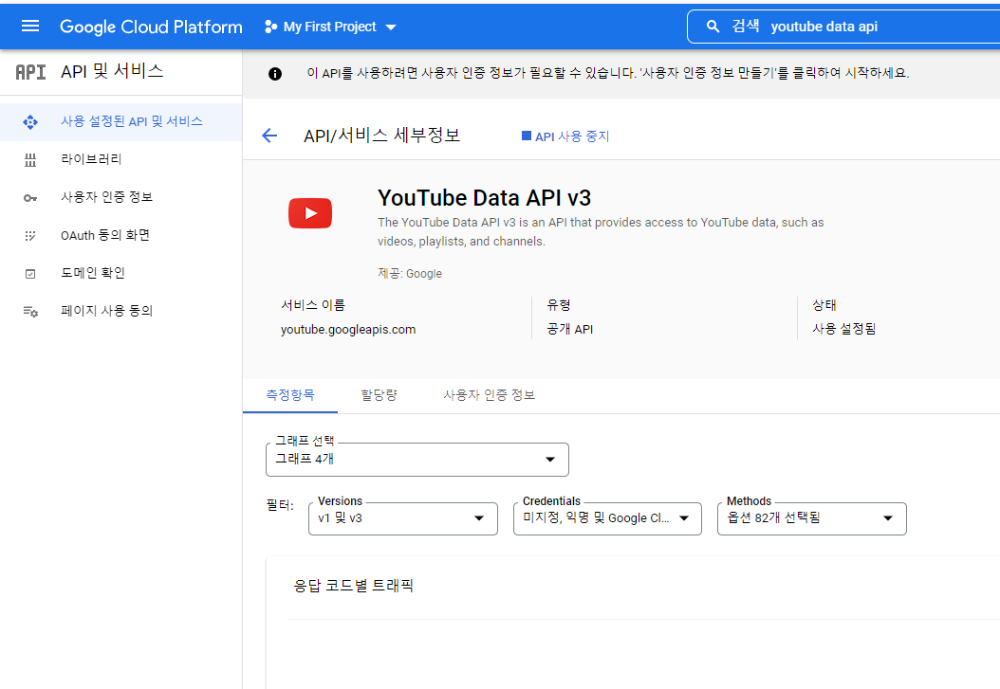 Google Cloud Platform
My First Project
검색 youtube data api
API API 및 서비스
사용 설정된 API 및 서비스
라이브러리
사용자 인증 정보
OAuth 동의 화면
도메인 확인
페이지 사용 동의
이 API를 사용하려면 사용자 인증 정보가 필요할 수 있습니다. '사용자 인증 정보 만들기'를 클릭하여 시작하세요.
API/서비스 세부정보
API 사용 중지
YouTube Data API v3
The YouTube Data API v3 is an API that provides access to YouTube data, such as
videos, playlists, and channels.
제공: Google
서비스 이름
youtube.googleapis.com
유형
공개 API
상태
사용 설정됨
측정항목
할당량
사용자 인증 정보
그래프 선택
그래프 4개
필터:
Versions
v1 및 v3
Credentials
미지정, 익명 및 Google Cl...
Methods
옵션 82개 선택됨
응답 코드별 트래픽